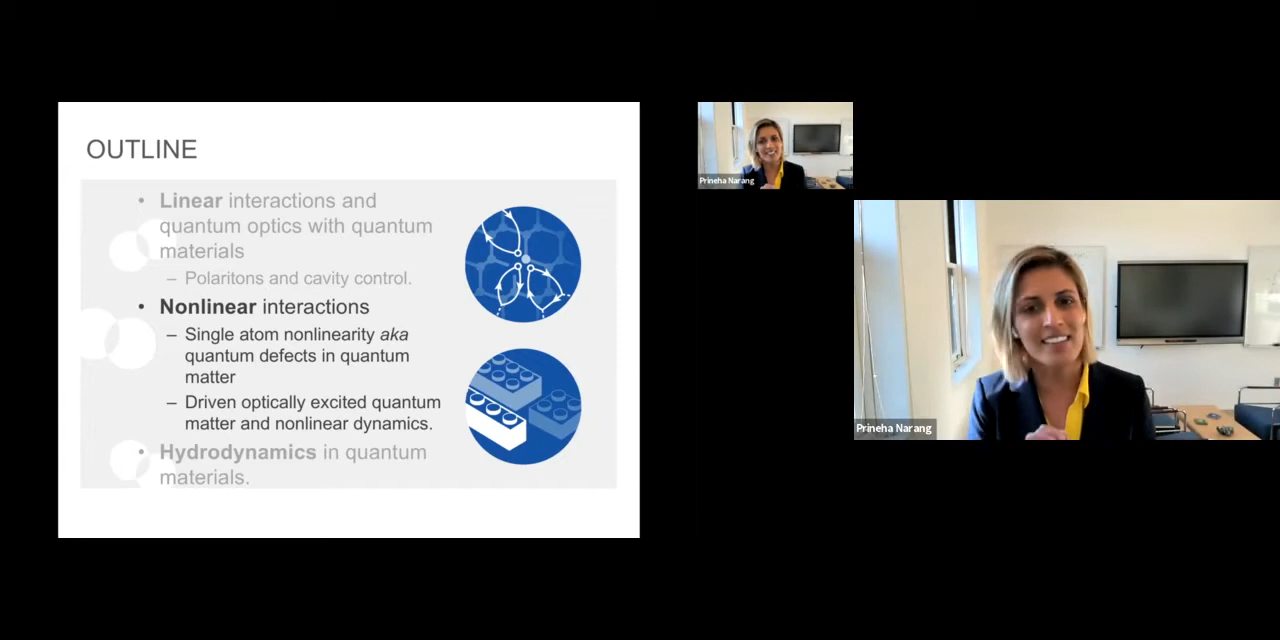 OUTLINE
• Linear interactions and
quantum optics with quantum
materials
– Polaritons and cavity control.
• Nonlinear interactions
– Single atom nonlinearity aka
quantum defects in quantum
matter
– Driven optically excited quantum
matter and nonlinear dynamics.
• Hydrodynamics in quantum
materials.
Prineha Narang
Prineha Narang